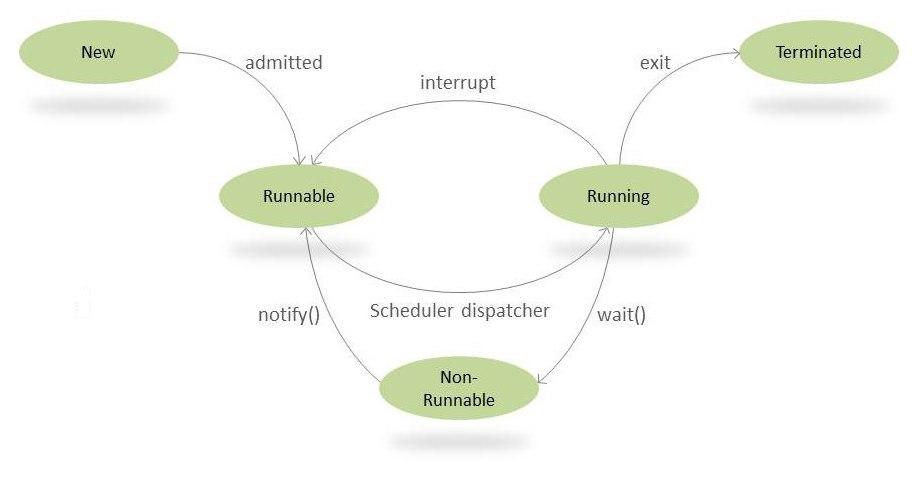 New
Terminated
admitted
exit
interrupt
Runnable
Running
notify()
Scheduler dispatcher
wait()
Non-
Runnable